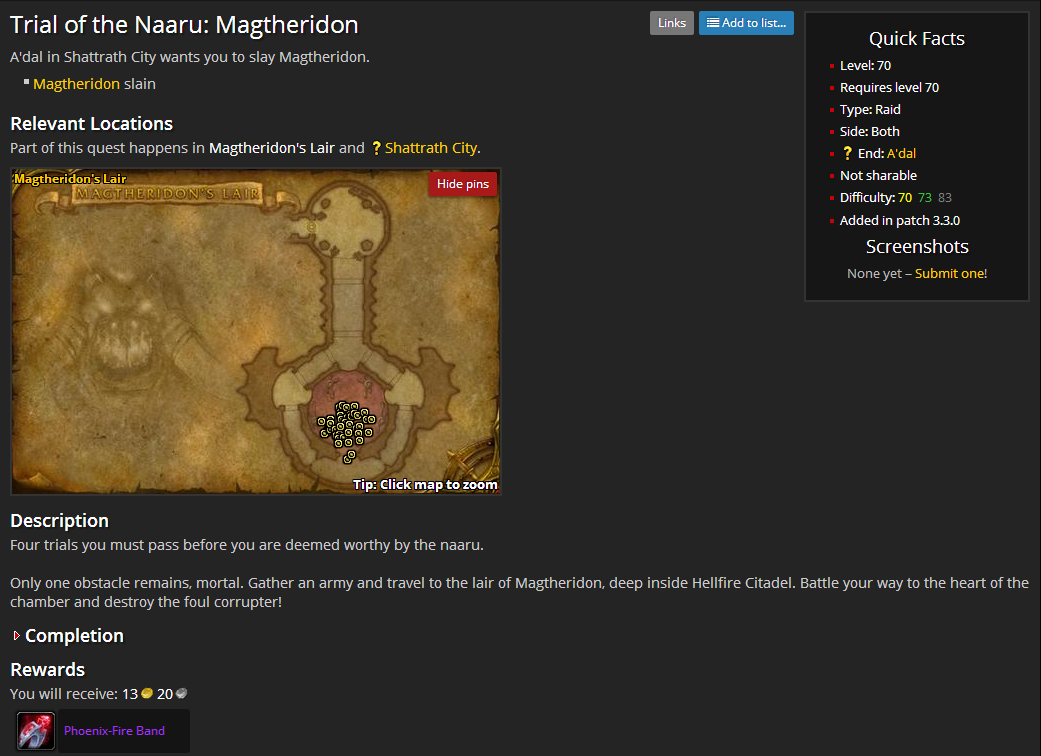 Trial of the Naaru: Magtheridon
Links
Add to list...
A'dal in Shattrath City wants you to slay Magtheridon.
Magtheridon slain
Relevant Locations
Part of this quest happens in Magtheridon's Lair and Shattrath City.
Magtheridon's Lair
MAGTHERIDON'S LAIR
Hide pins
Tip: Click map to zoom
Description
Four trials you must pass before you are deemed worthy by the naaru.
Only one obstacle remains, mortal. Gather an army and travel to the lair of Magtheridon, deep inside Hellfire Citadel. Battle your way to the heart of the
chamber and destroy the foul corrupter!
Completion
Rewards
You will receive: 13 20
Phoenix-Fire Band
Quick Facts
Level: 70
Requires level 70
Type: Raid
Side: Both
End: A'dal
Not sharable
Difficulty: 70 73 83
Added in patch 3.3.0
Screenshots
None yet – Submit one!